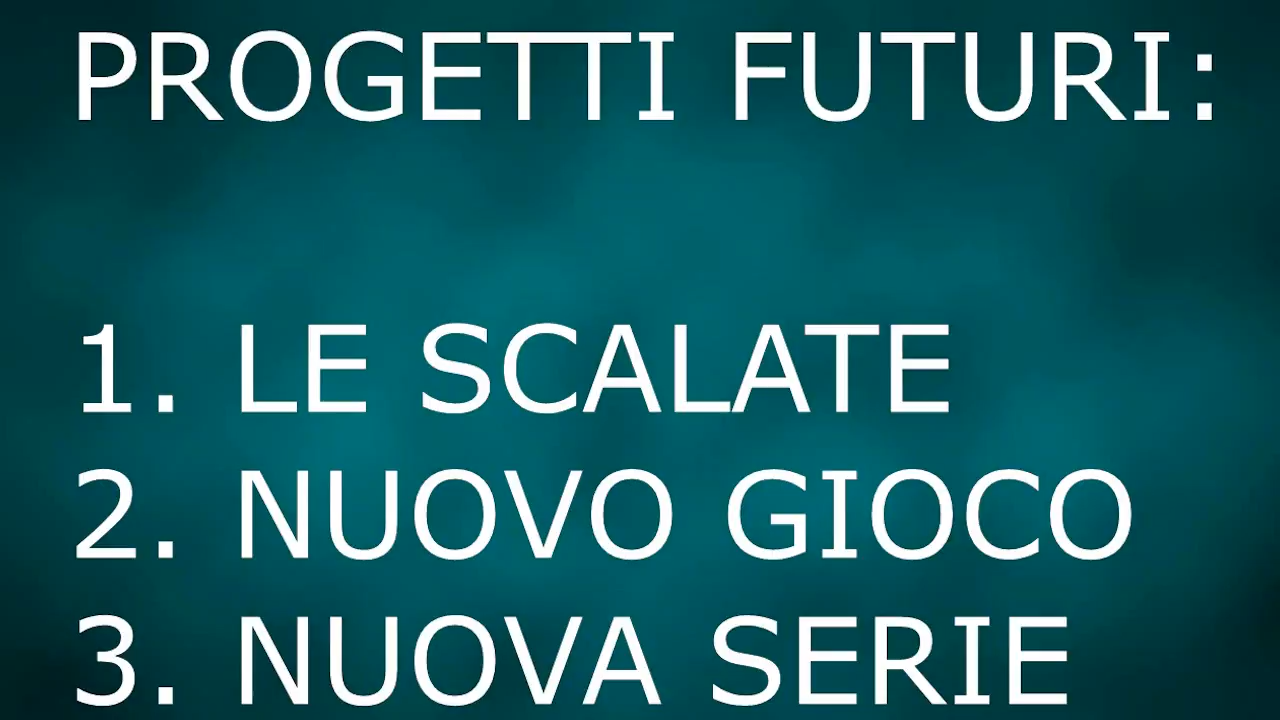 PROGETTI FUTURI:
1. LE SCALATE
2. NUOVO GIOCO
3. NUOVA SERIE